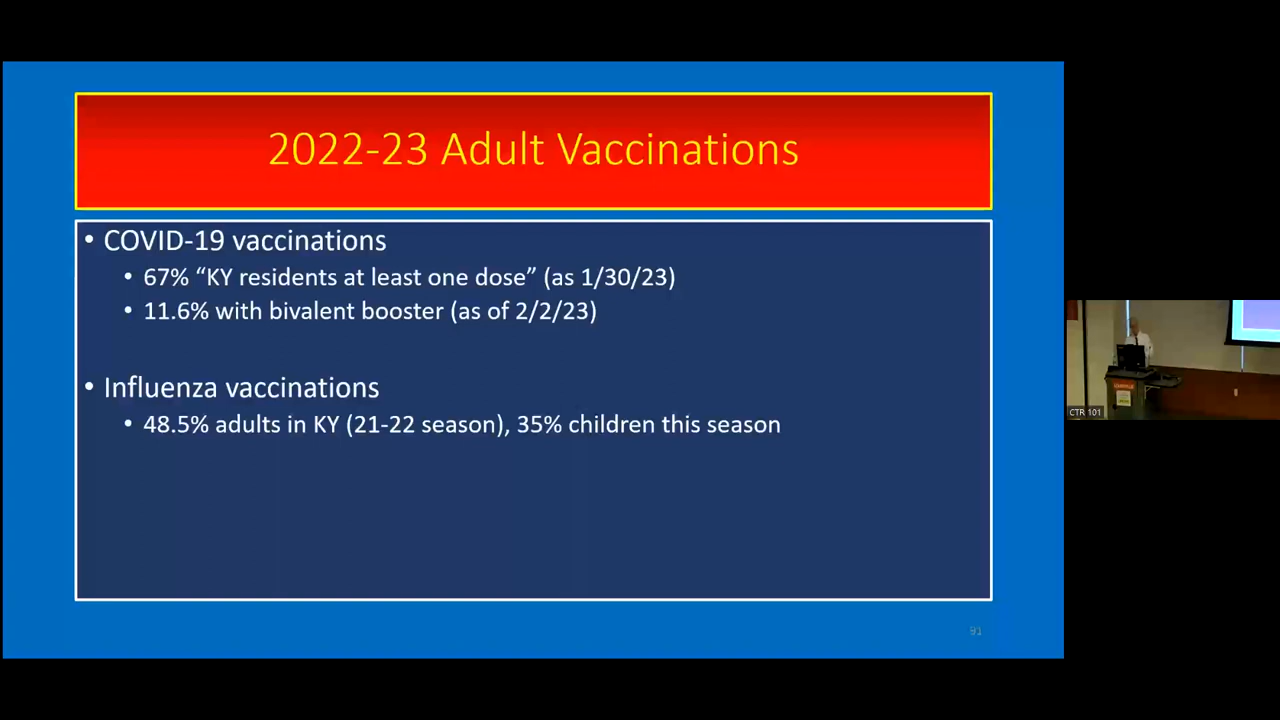 2022-23 Adult Vaccinations
• COVID-19 vaccinations
• 67% “KY residents at least one dose” (as 1/30/23)
• 11.6% with bivalent booster (as of 2/2/23)
• Influenza vaccinations
• 48.5% adults in KY (21-22 season), 35% children this season
91
CTR 101